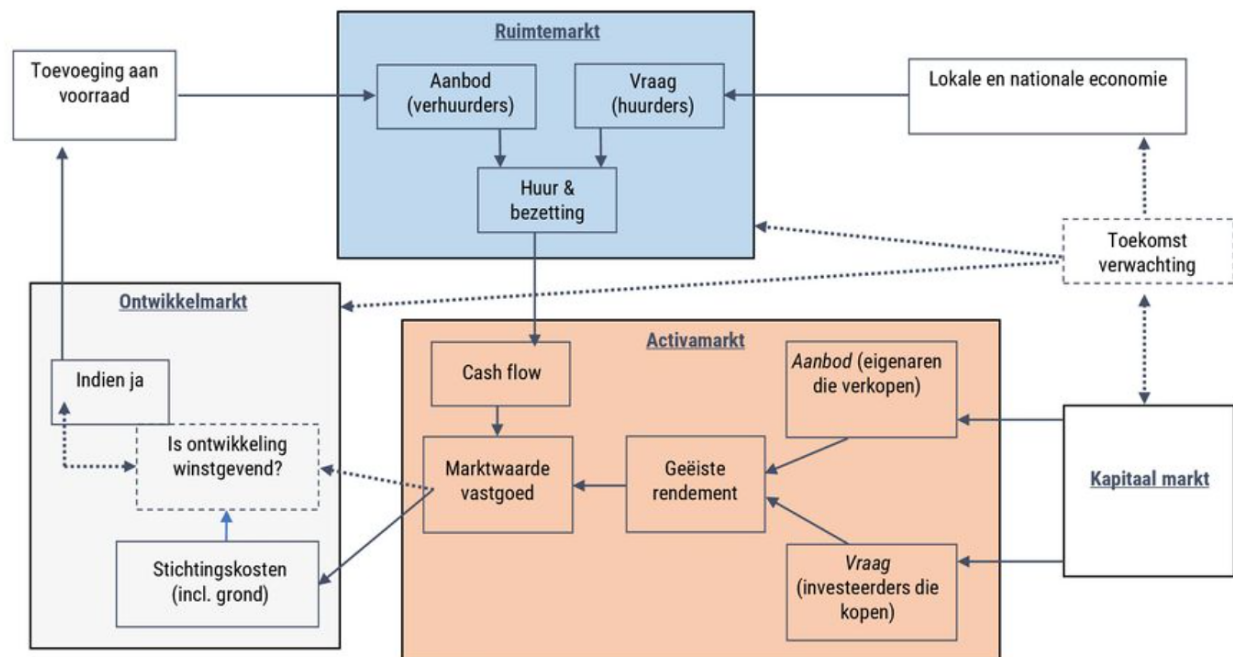 Ruimtemarkt
Toevoeging aan
voorraad
Aanbod
(verhuurders)
Vraag
(huurders)
Lokale en nationale economie
Huur &
bezetting
Toekomst
verwachting
Ontwikkelmarkt
Indien ja
Is ontwikkeling
winstgevend?
Stichtingskosten
(incl. grond)
Activamarkt
Cash flow
Marktwaarde
vastgoed
Geëiste
rendement
Aanbod (eigenaren
die verkopen)
Vraag
(investeerders die
kopen)
Kapitaal markt